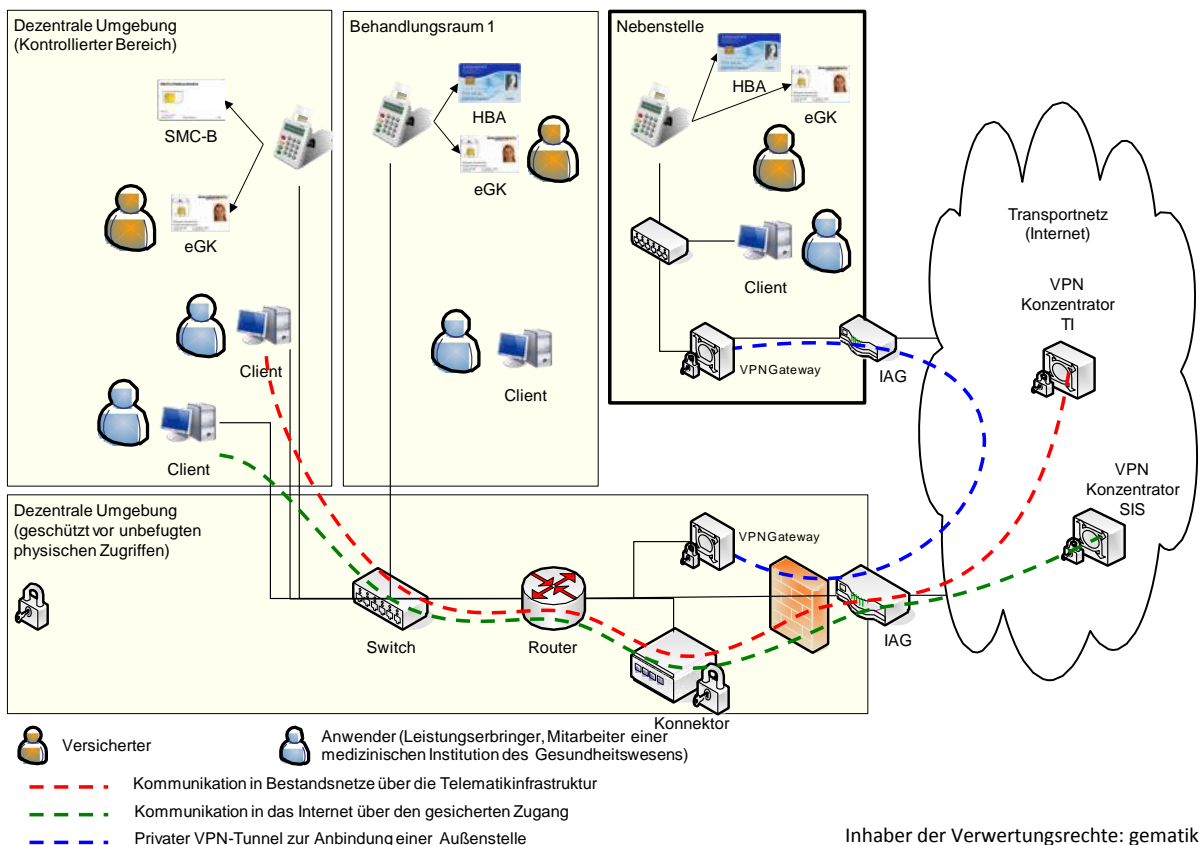 Dezentrale Umgebung
(Kontrollierter Bereich)
SMC-B
eGK
Client
Client
Behandlungsraum 1
HBA
eGK
Client
Nebenstelle
HBA
eGK
Client
VPNGateway
IAG
Transportnetz
(Internet)
VPN
Konzentrator
TI
VPN
Konzentrator
SIS
Dezentrale Umgebung
(geschützt vor unbefugten
physischen Zugriffen)
VPNGateway
Switch
Router
Konnektor
IAG
Versicherter
Anwender (Leistungserbringer, Mitarbeiter einer
medizinischen Institution des Gesundheitswesens)
Kommunikation in Bestandsnetze über die Telematikinfrastruktur
Kommunikation in das Internet über den gesicherten Zugang
Privater VPN-Tunnel zur Anbindung einer Außenstelle
Inhaber der Verwertungsrechte: gematik